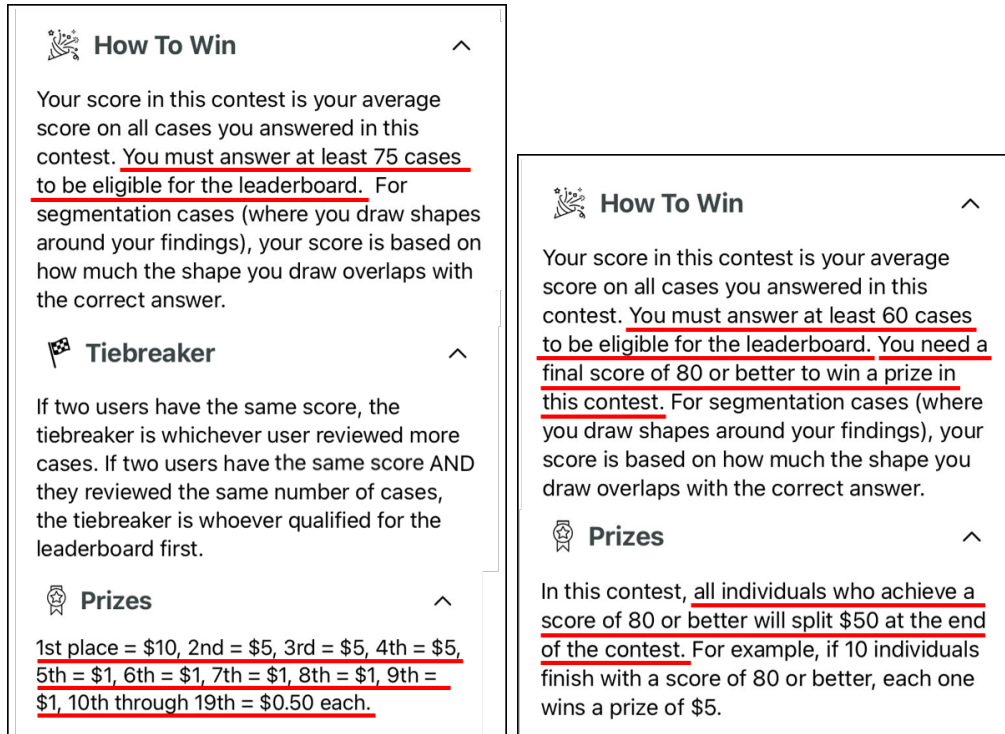 How To Win
Your score in this contest is your average
score on all cases you answered in this
contest. You must answer at least 75 cases
to be eligible for the leaderboard. For
segmentation cases (where you draw shapes
around your findings), your score is based on
how much the shape you draw overlaps with
the correct answer.
Tiebreaker
If two users have the same score, the
tiebreaker is whichever user reviewed more
cases. If two users have the same score AND
they reviewed the same number of cases,
the tiebreaker is whoever qualified for the
leaderboard first.
Prizes
1st place = $10, 2nd = $5, 3rd = $5, 4th = $5,
5th = $1, 6th = $1, 7th = $1, 8th = $1, 9th =
$1, 10th through 19th = $0.50 each.
How To Win
Your score in this contest is your average
score on all cases you answered in this
contest. You must answer at least 60 cases
to be eligible for the leaderboard. You need a
final score of 80 or better to win a prize in
this contest. For segmentation cases (where
you draw shapes around your findings), your
score is based on how much the shape you
draw overlaps with the correct answer.
Prizes
In this contest, all individuals who achieve a
score of 80 or better will split $50 at the end
of the contest. For example, if 10 individuals
finish with a score of 80 or better, each one
wins a prize of $5.